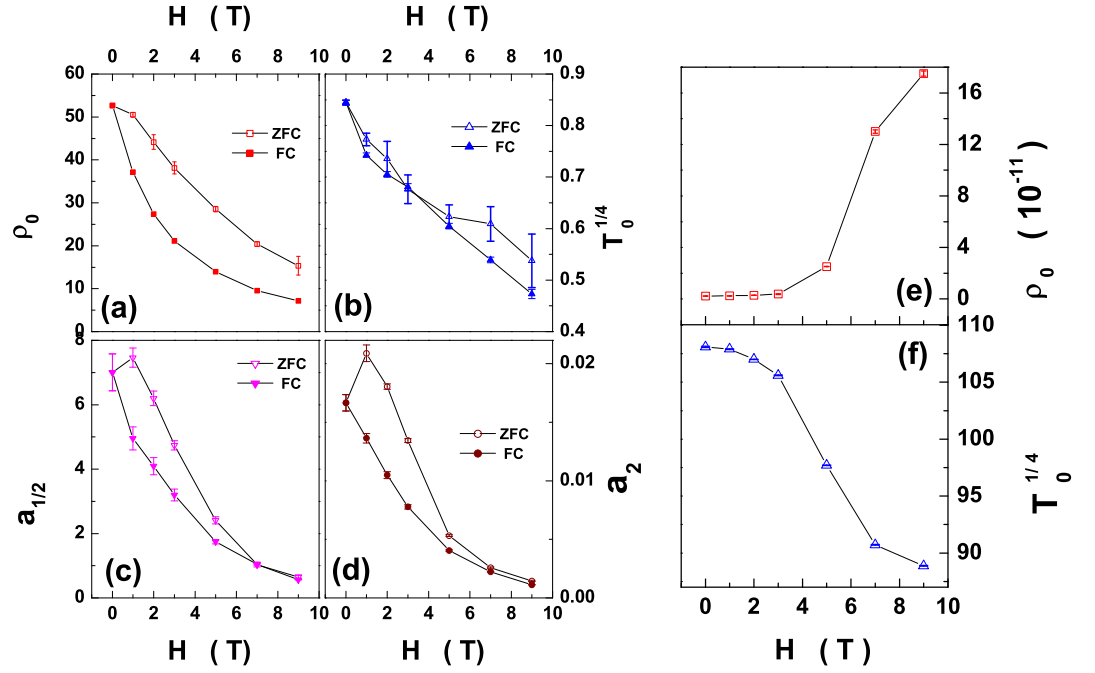 H ( T)
H ( T)
0 2 4 6 8 10
0 2 4 6 8 10
60
50
40
30
20
10
0
ρ0
ZFC
FC
(a)
0.9
0.8
0.7
0.6
0.5
0.4
T0^1/4
ZFC
FC
(b)
8
6
4
2
0
a1/2
ZFC
FC
(c)
0.02
0.01
0.00
a2
ZFC
FC
(d)
0 2 4 6 8 10
0 2 4 6 8 10
H ( T)
H ( T)
16
12
8
4
0
ρ0 ( 10^-11 )
(e)
110
105
100
95
90
T0^1/4
(f)
0 2 4 6 8 10
H ( T )